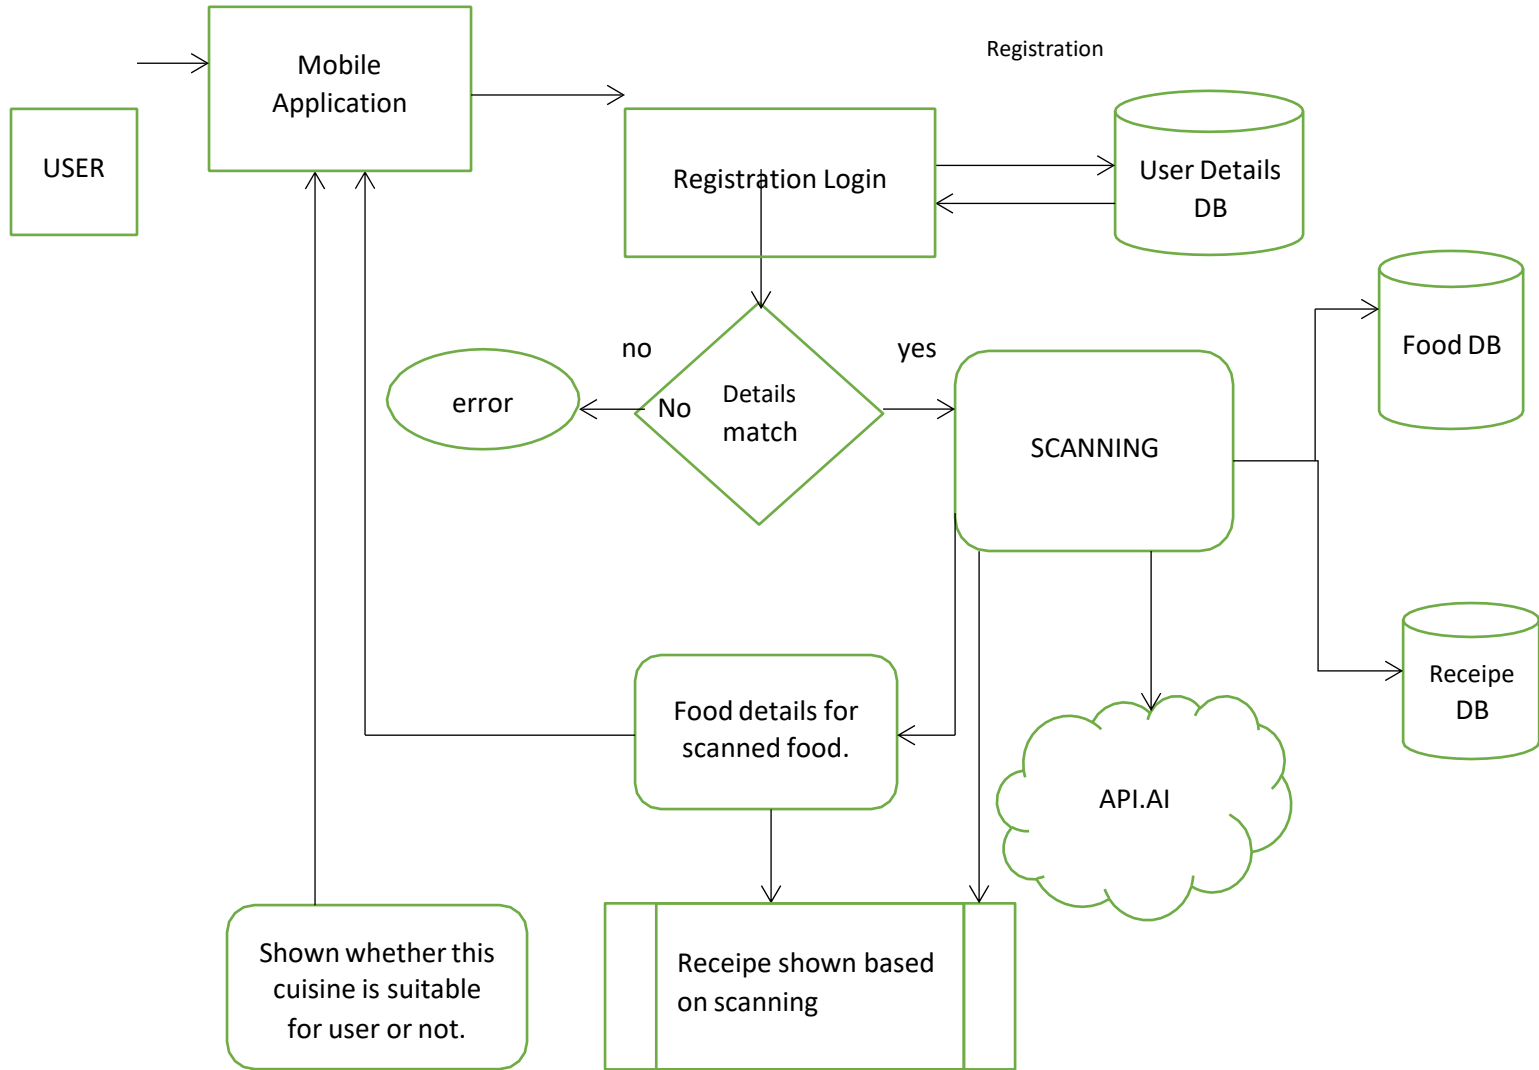 Mobile
Application
Registration
USER
Registration Login
User Details
DB
no
yes
Food DB
error
No
Details
match
SCANNING
Receipe
DB
Food details for
scanned food.
API.AI
Shown whether this
cuisine is suitable
for user or not.
Receipe shown based
on scanning